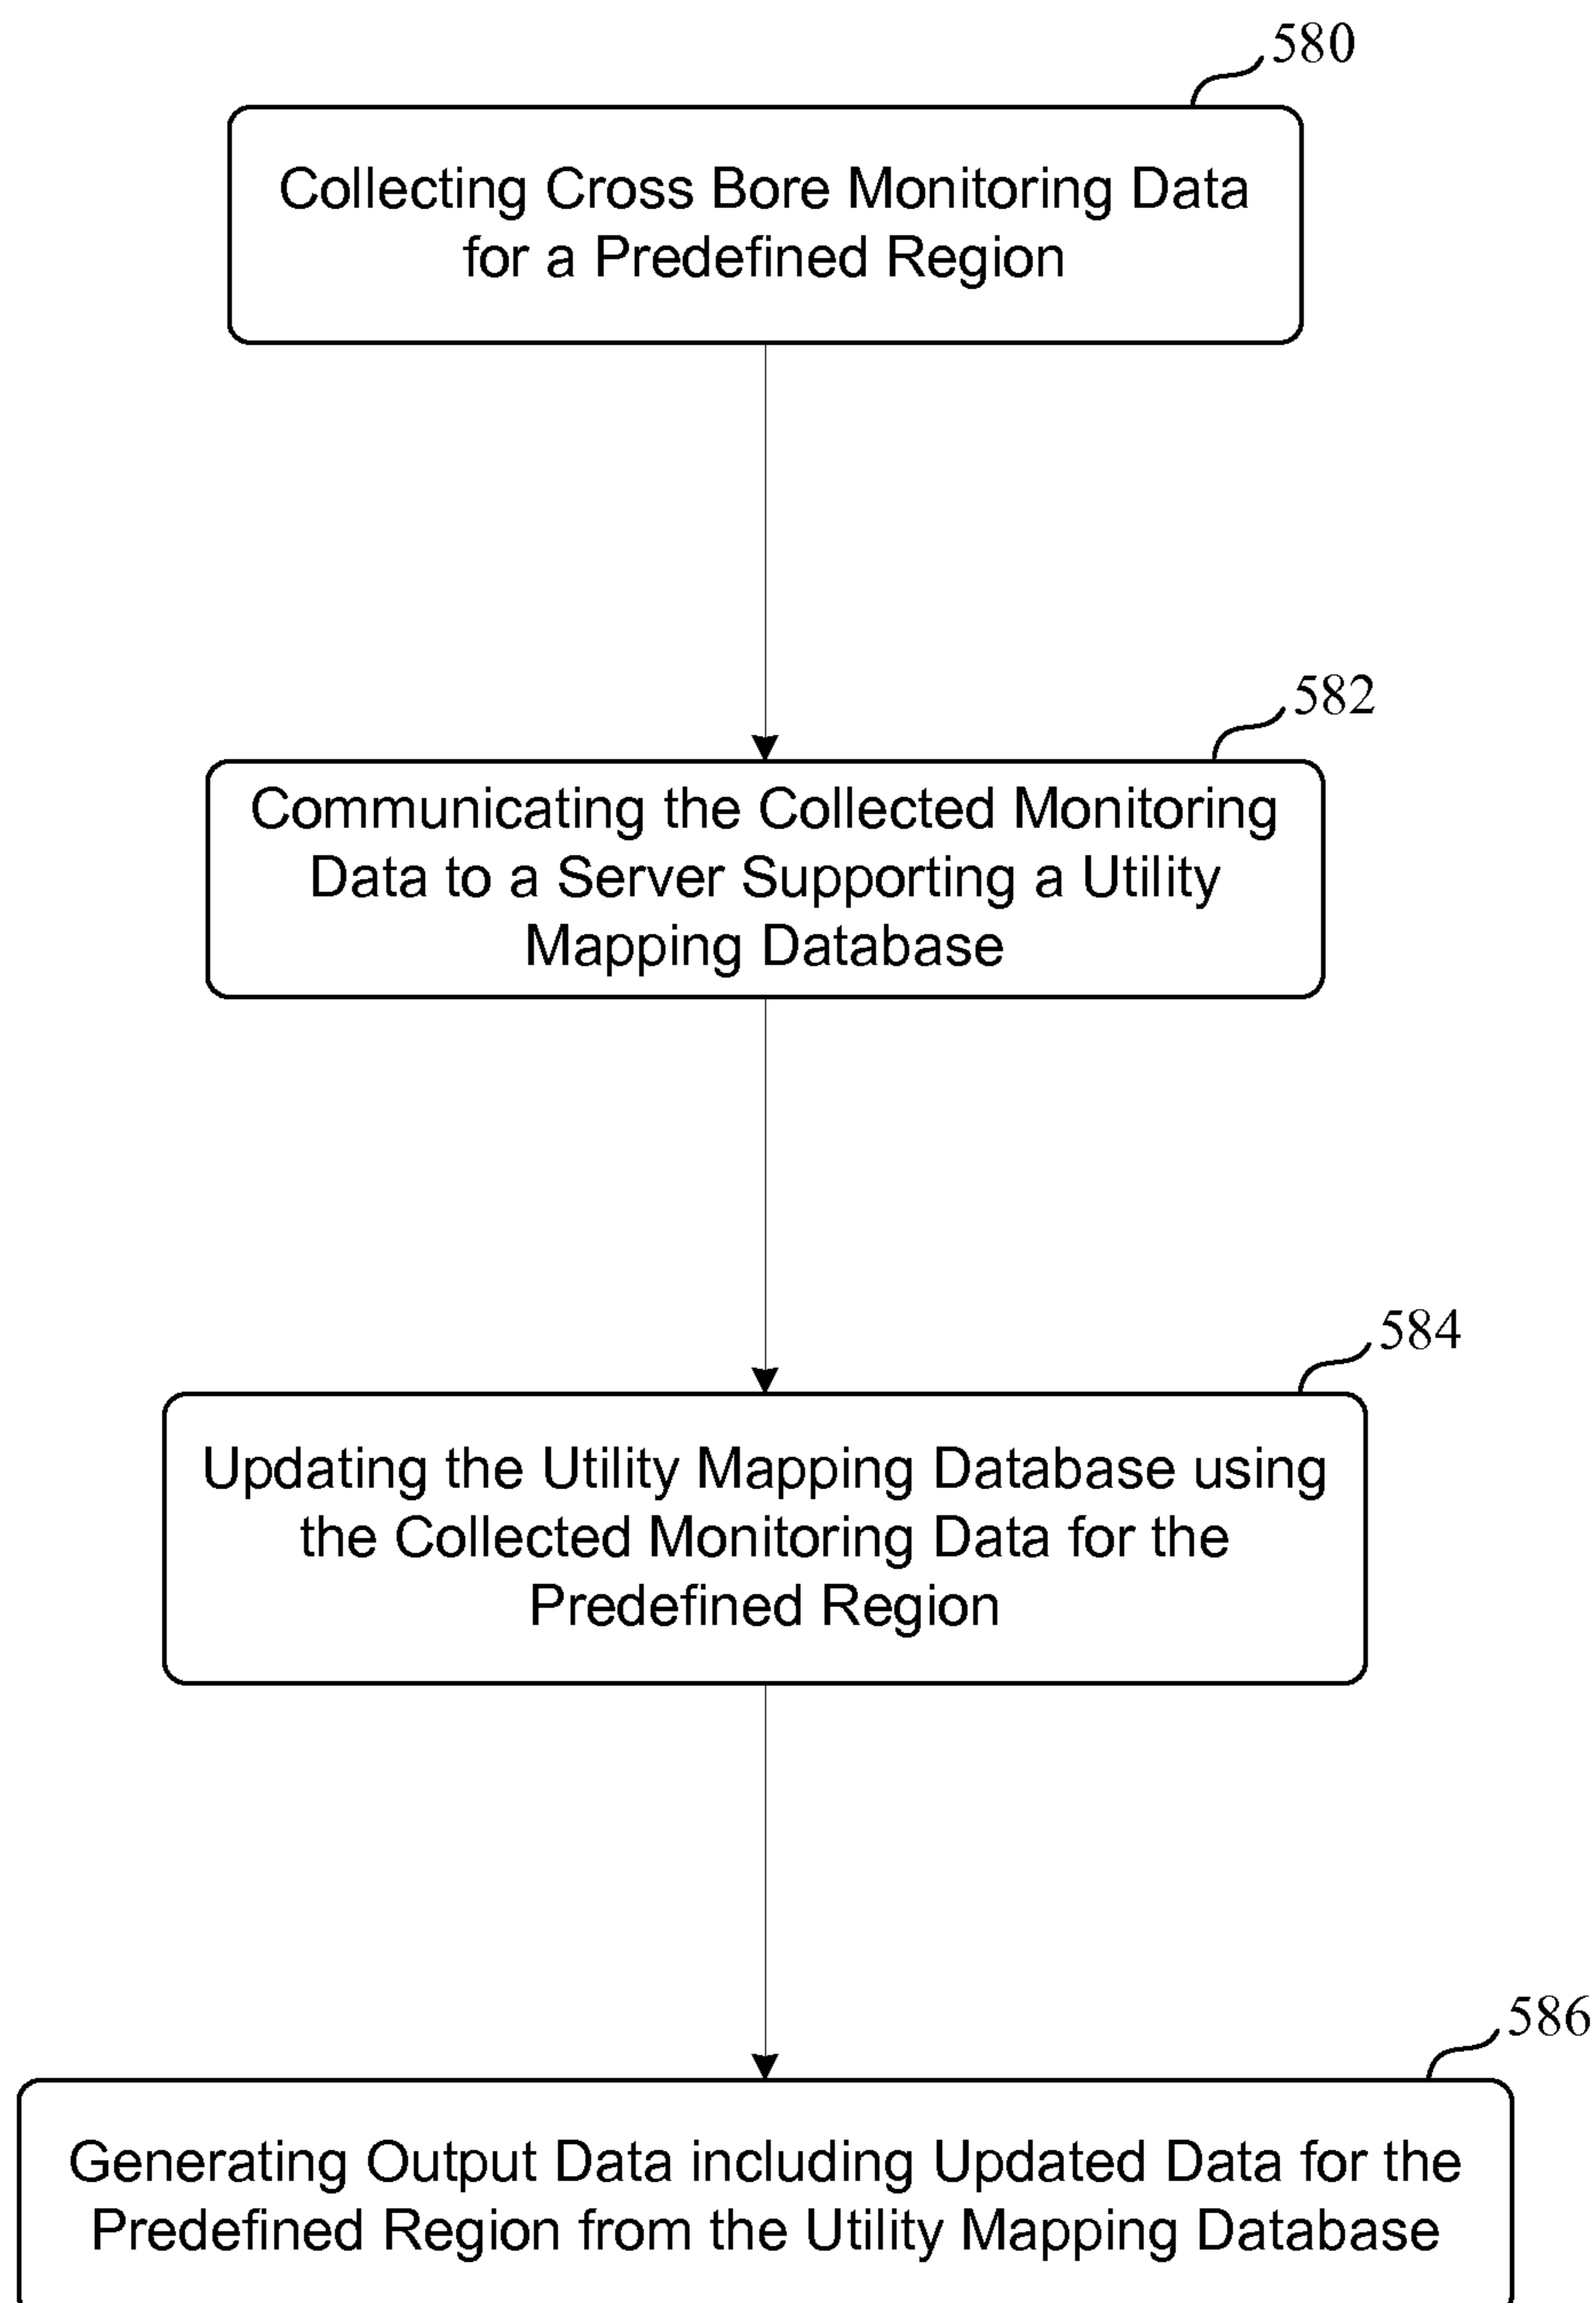 580
Collecting Cross Bore Monitoring Data
for a Predefined Region
582
Communicating the Collected Monitoring
Data to a Server Supporting a Utility
Mapping Database
584
Updating the Utility Mapping Database using
the Collected Monitoring Data for the
Predefined Region
586
Generating Output Data including Updated Data for the
Predefined Region from the Utility Mapping Database